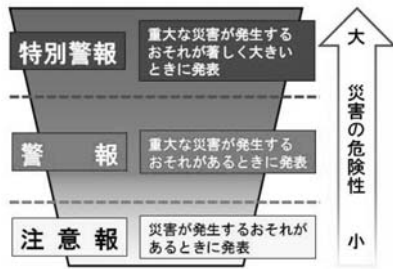 特別警報
重大な災害が発生する
おそれが著しく大きい
ときに発表
警報
重大な災害が発生する
おそれがあるときに発表
注意報
災害が発生するおそれが
あるときに発表
大
災害の危険性
小